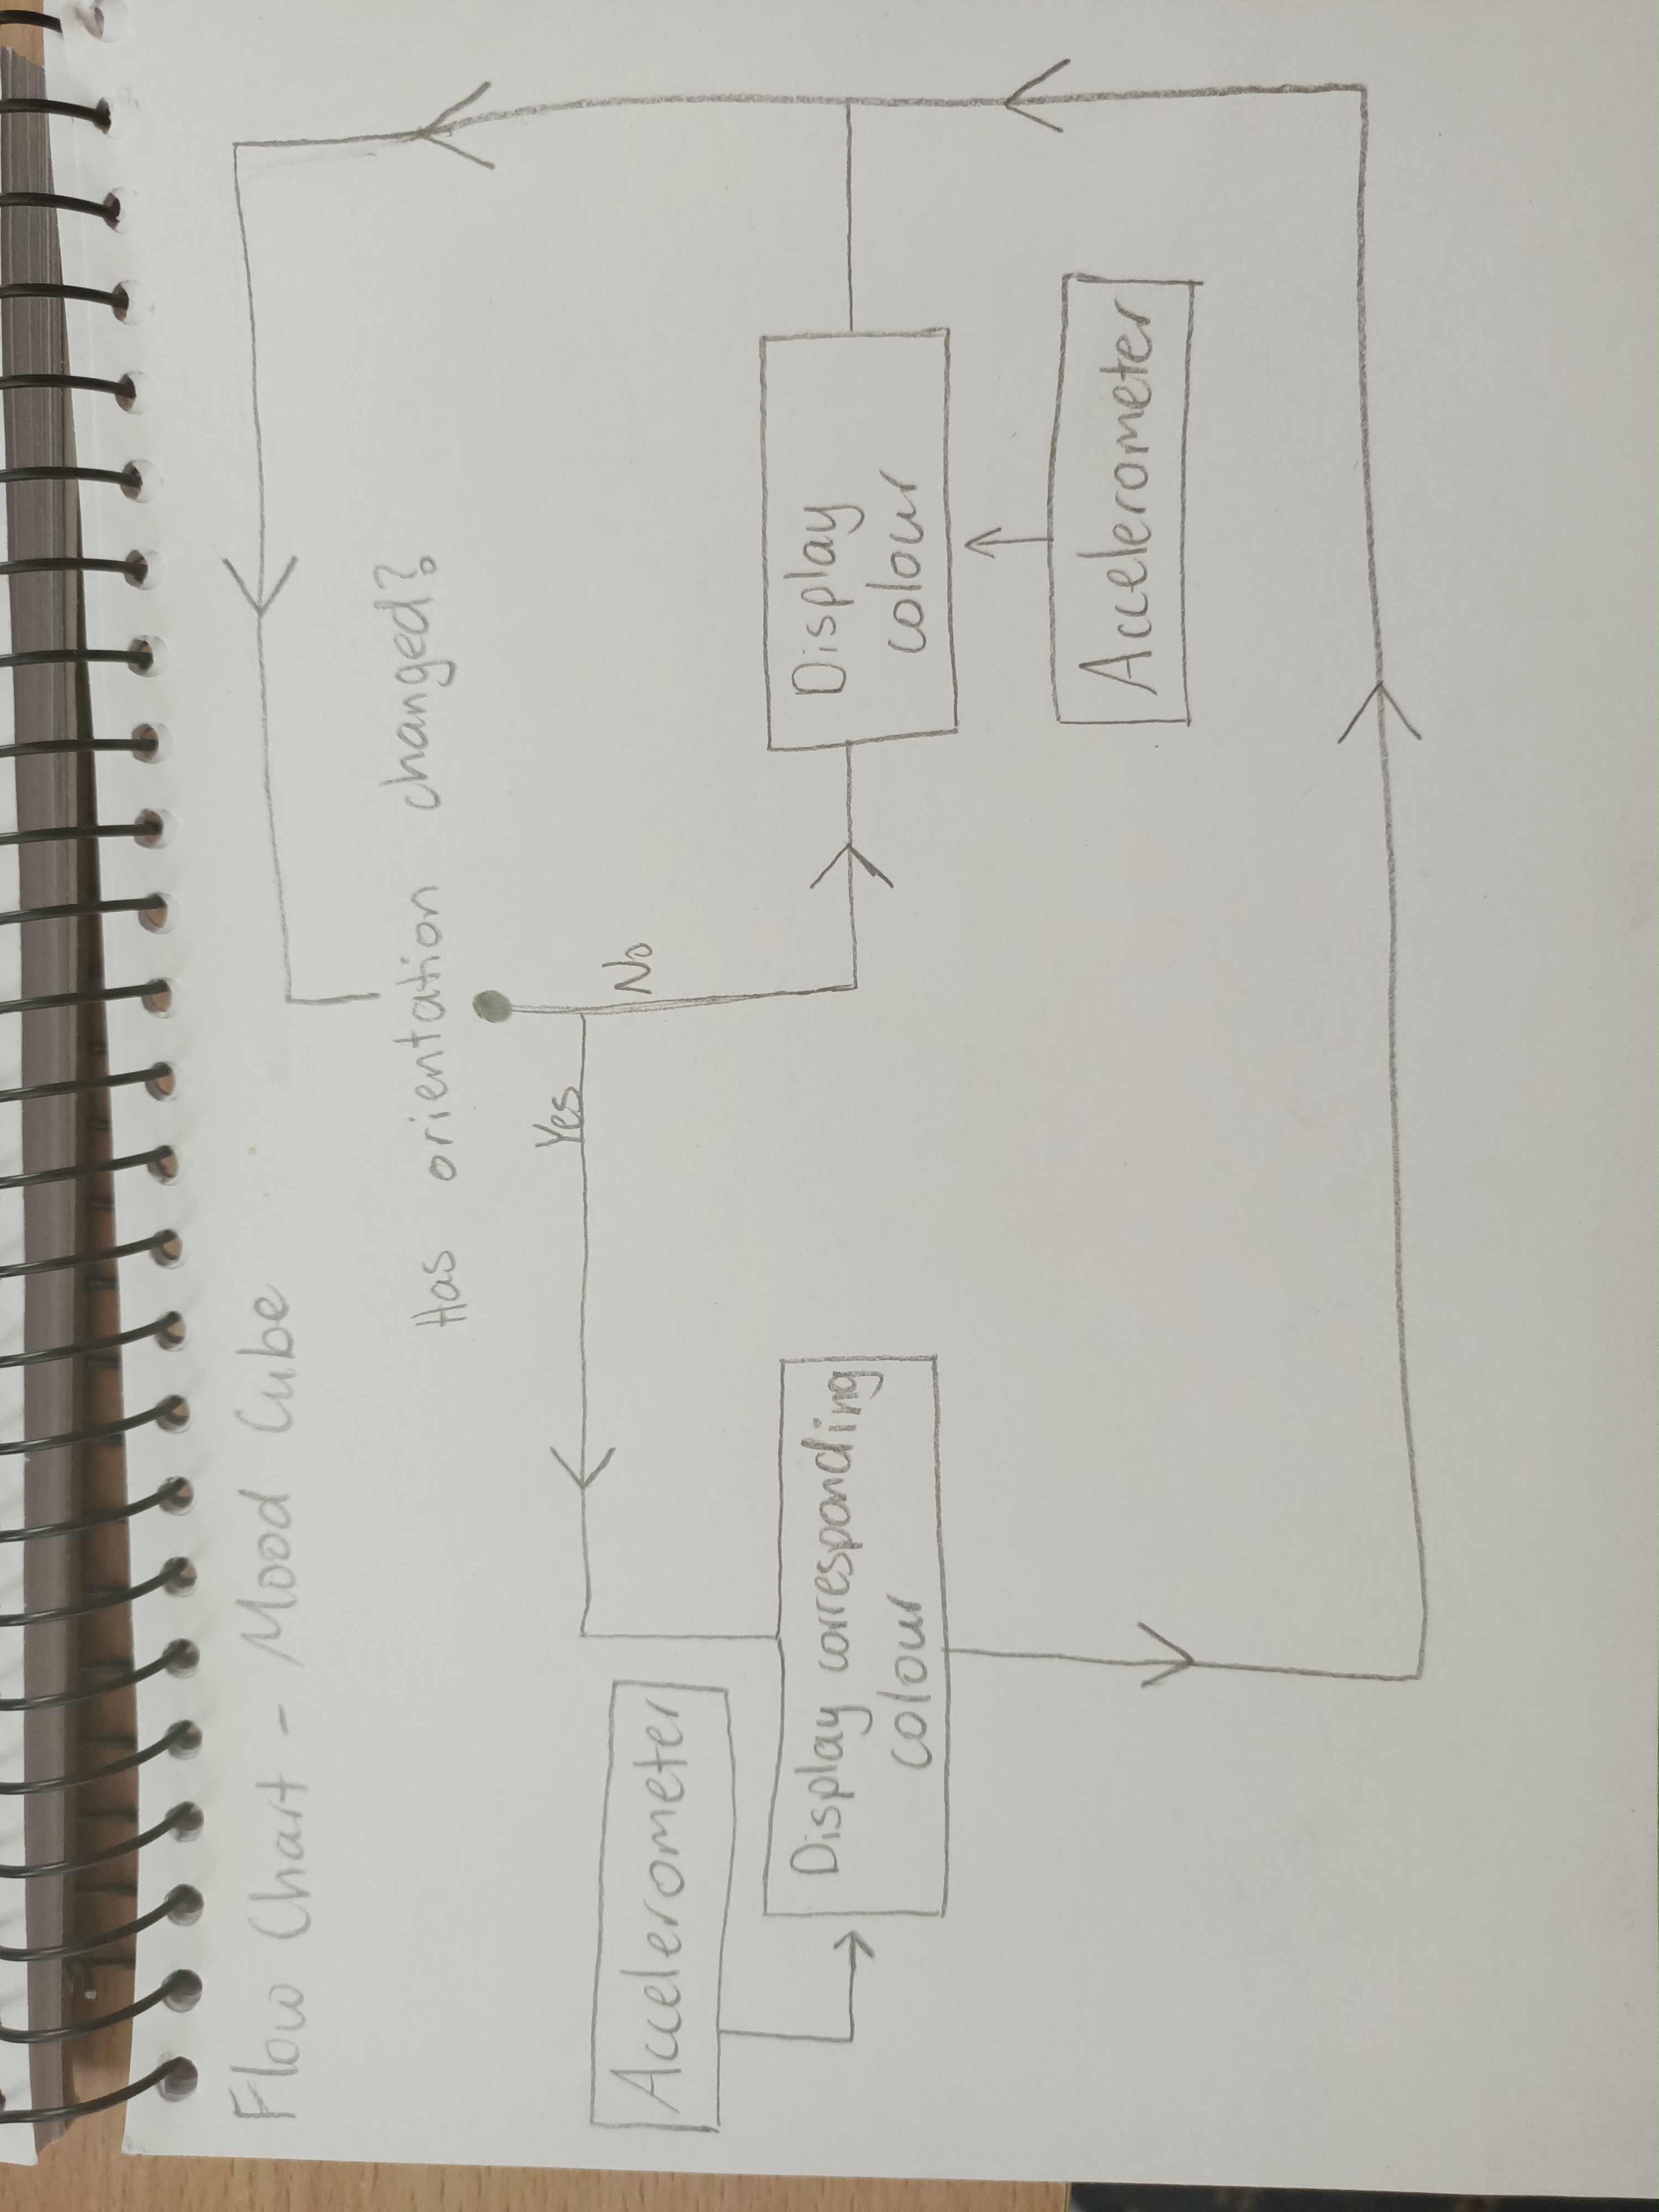 Flow Chart - Mood Cube
Has orientation changed?
Yes
No
Accelerometer
Display corresponding
colour
Display
colour
Accelerometer